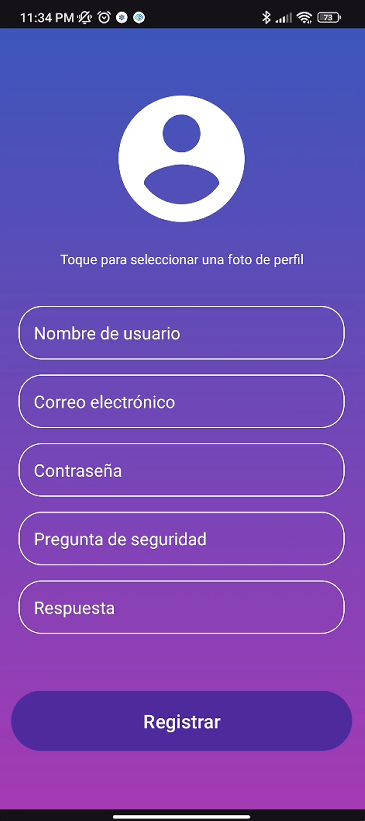 11:34 PM
73
Toque para seleccionar una foto de perfil
Nombre de usuario
Correo electrónico
Contraseña
Pregunta de seguridad
Respuesta
Registrar